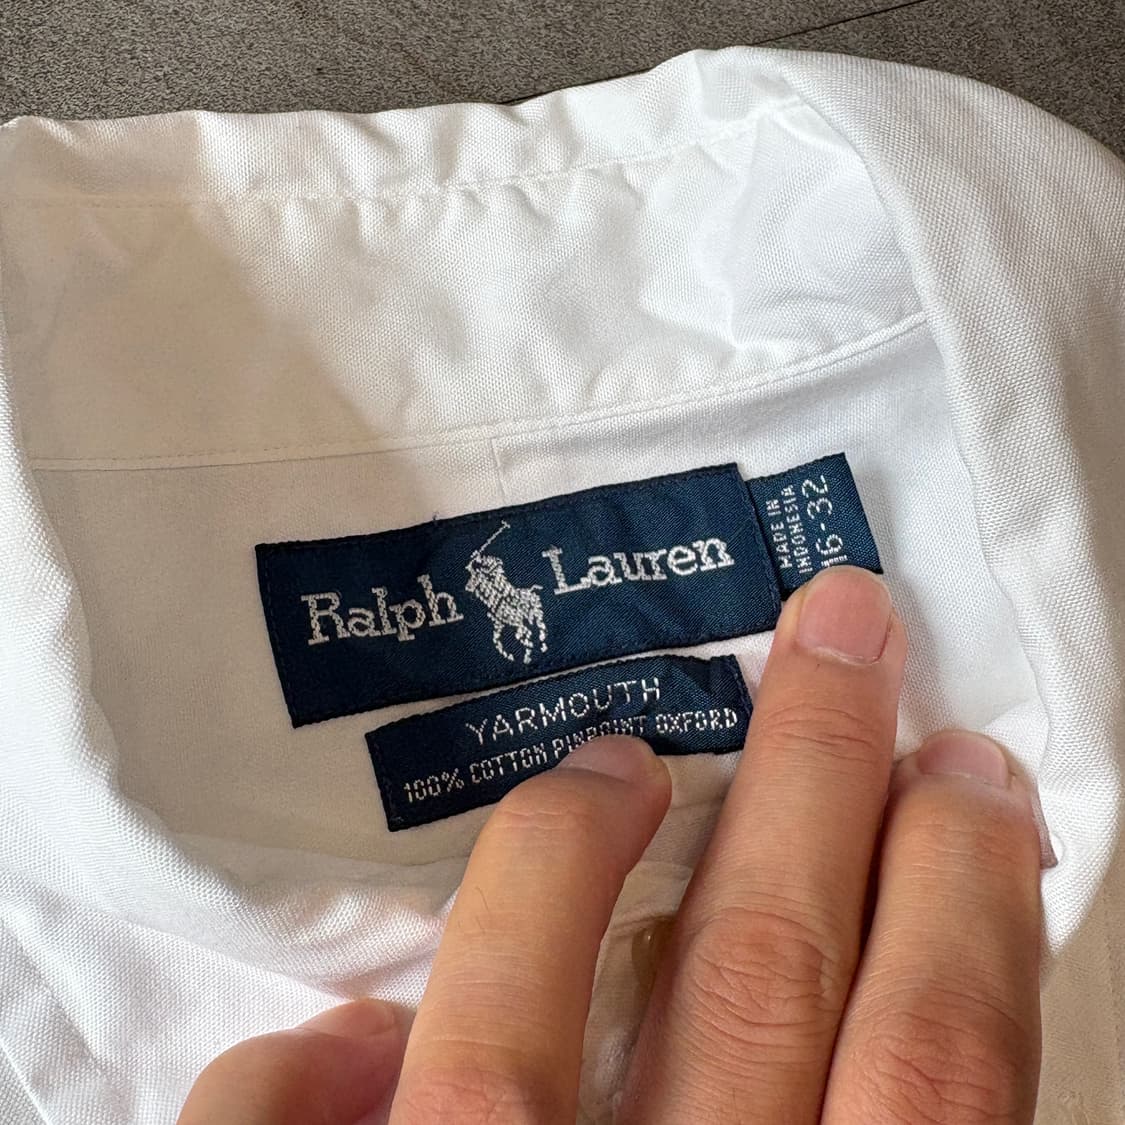 Ralph Lauren
MADE IN
INDONESIA
16-32
YARMOUTH
100% COTTON PINPOINT OXFORD